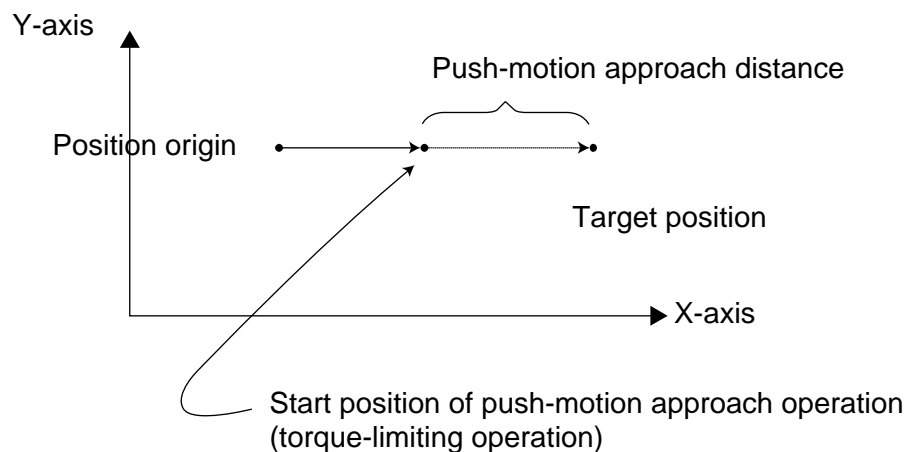 Y-axis
Push-motion approach distance
Position origin
Target position
X-axis
Start position of push-motion approach operation
(torque-limiting operation)